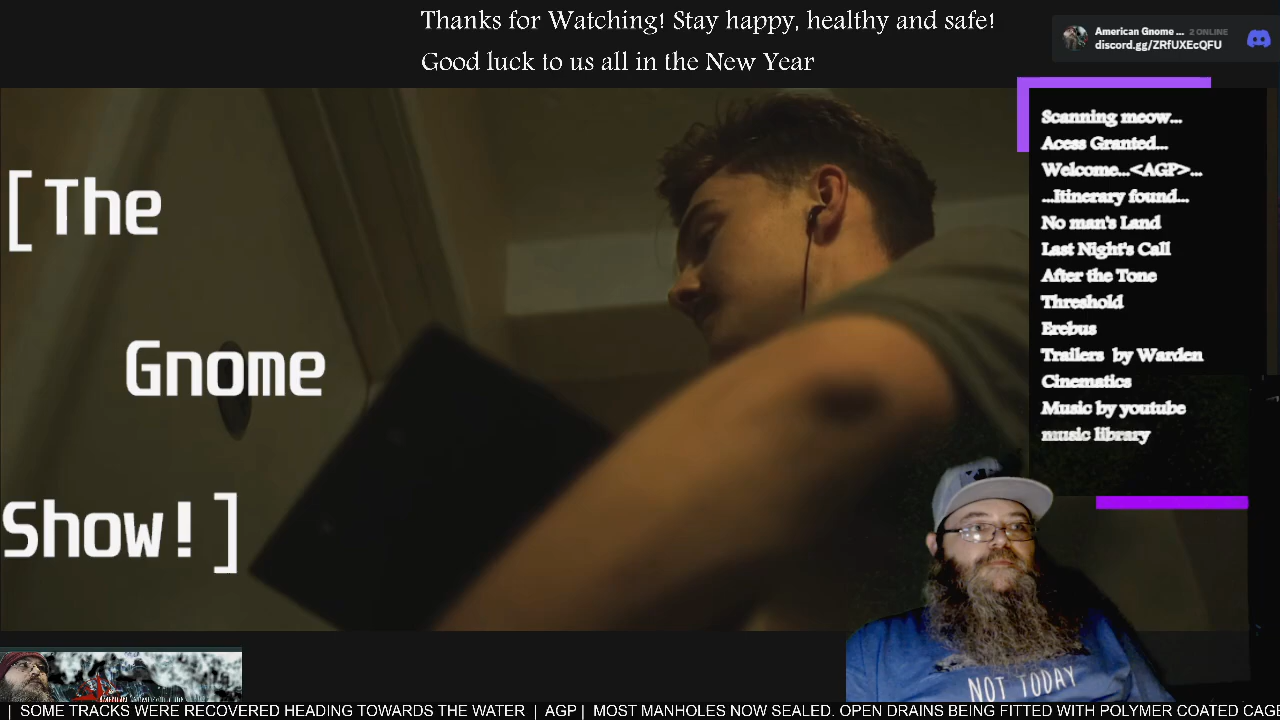 Thanks for Watching! Stay happy, healthy and safe!
Good luck to us all in the New Year
American Gnome ... 2 ONLINE
discord.gg/ZRfUXEcQFU
[The
Gnome
Show!]
Scanning meow...
Acess Granted...
Welcome...<AGP>...
...Itinerary found...
No man's Land
Last Night's Call
After the Tone
Threshold
Erebus
Trailers by Warden
Cinematics
Music by youtube
music library
NOT TODAY
| SOME TRACKS WERE RECOVERED HEADING TOWARDS THE WATER | AGP | MOST MANHOLES NOW SEALED. OPEN DRAINS BEING FITTED WITH POLYMER COATED CAG